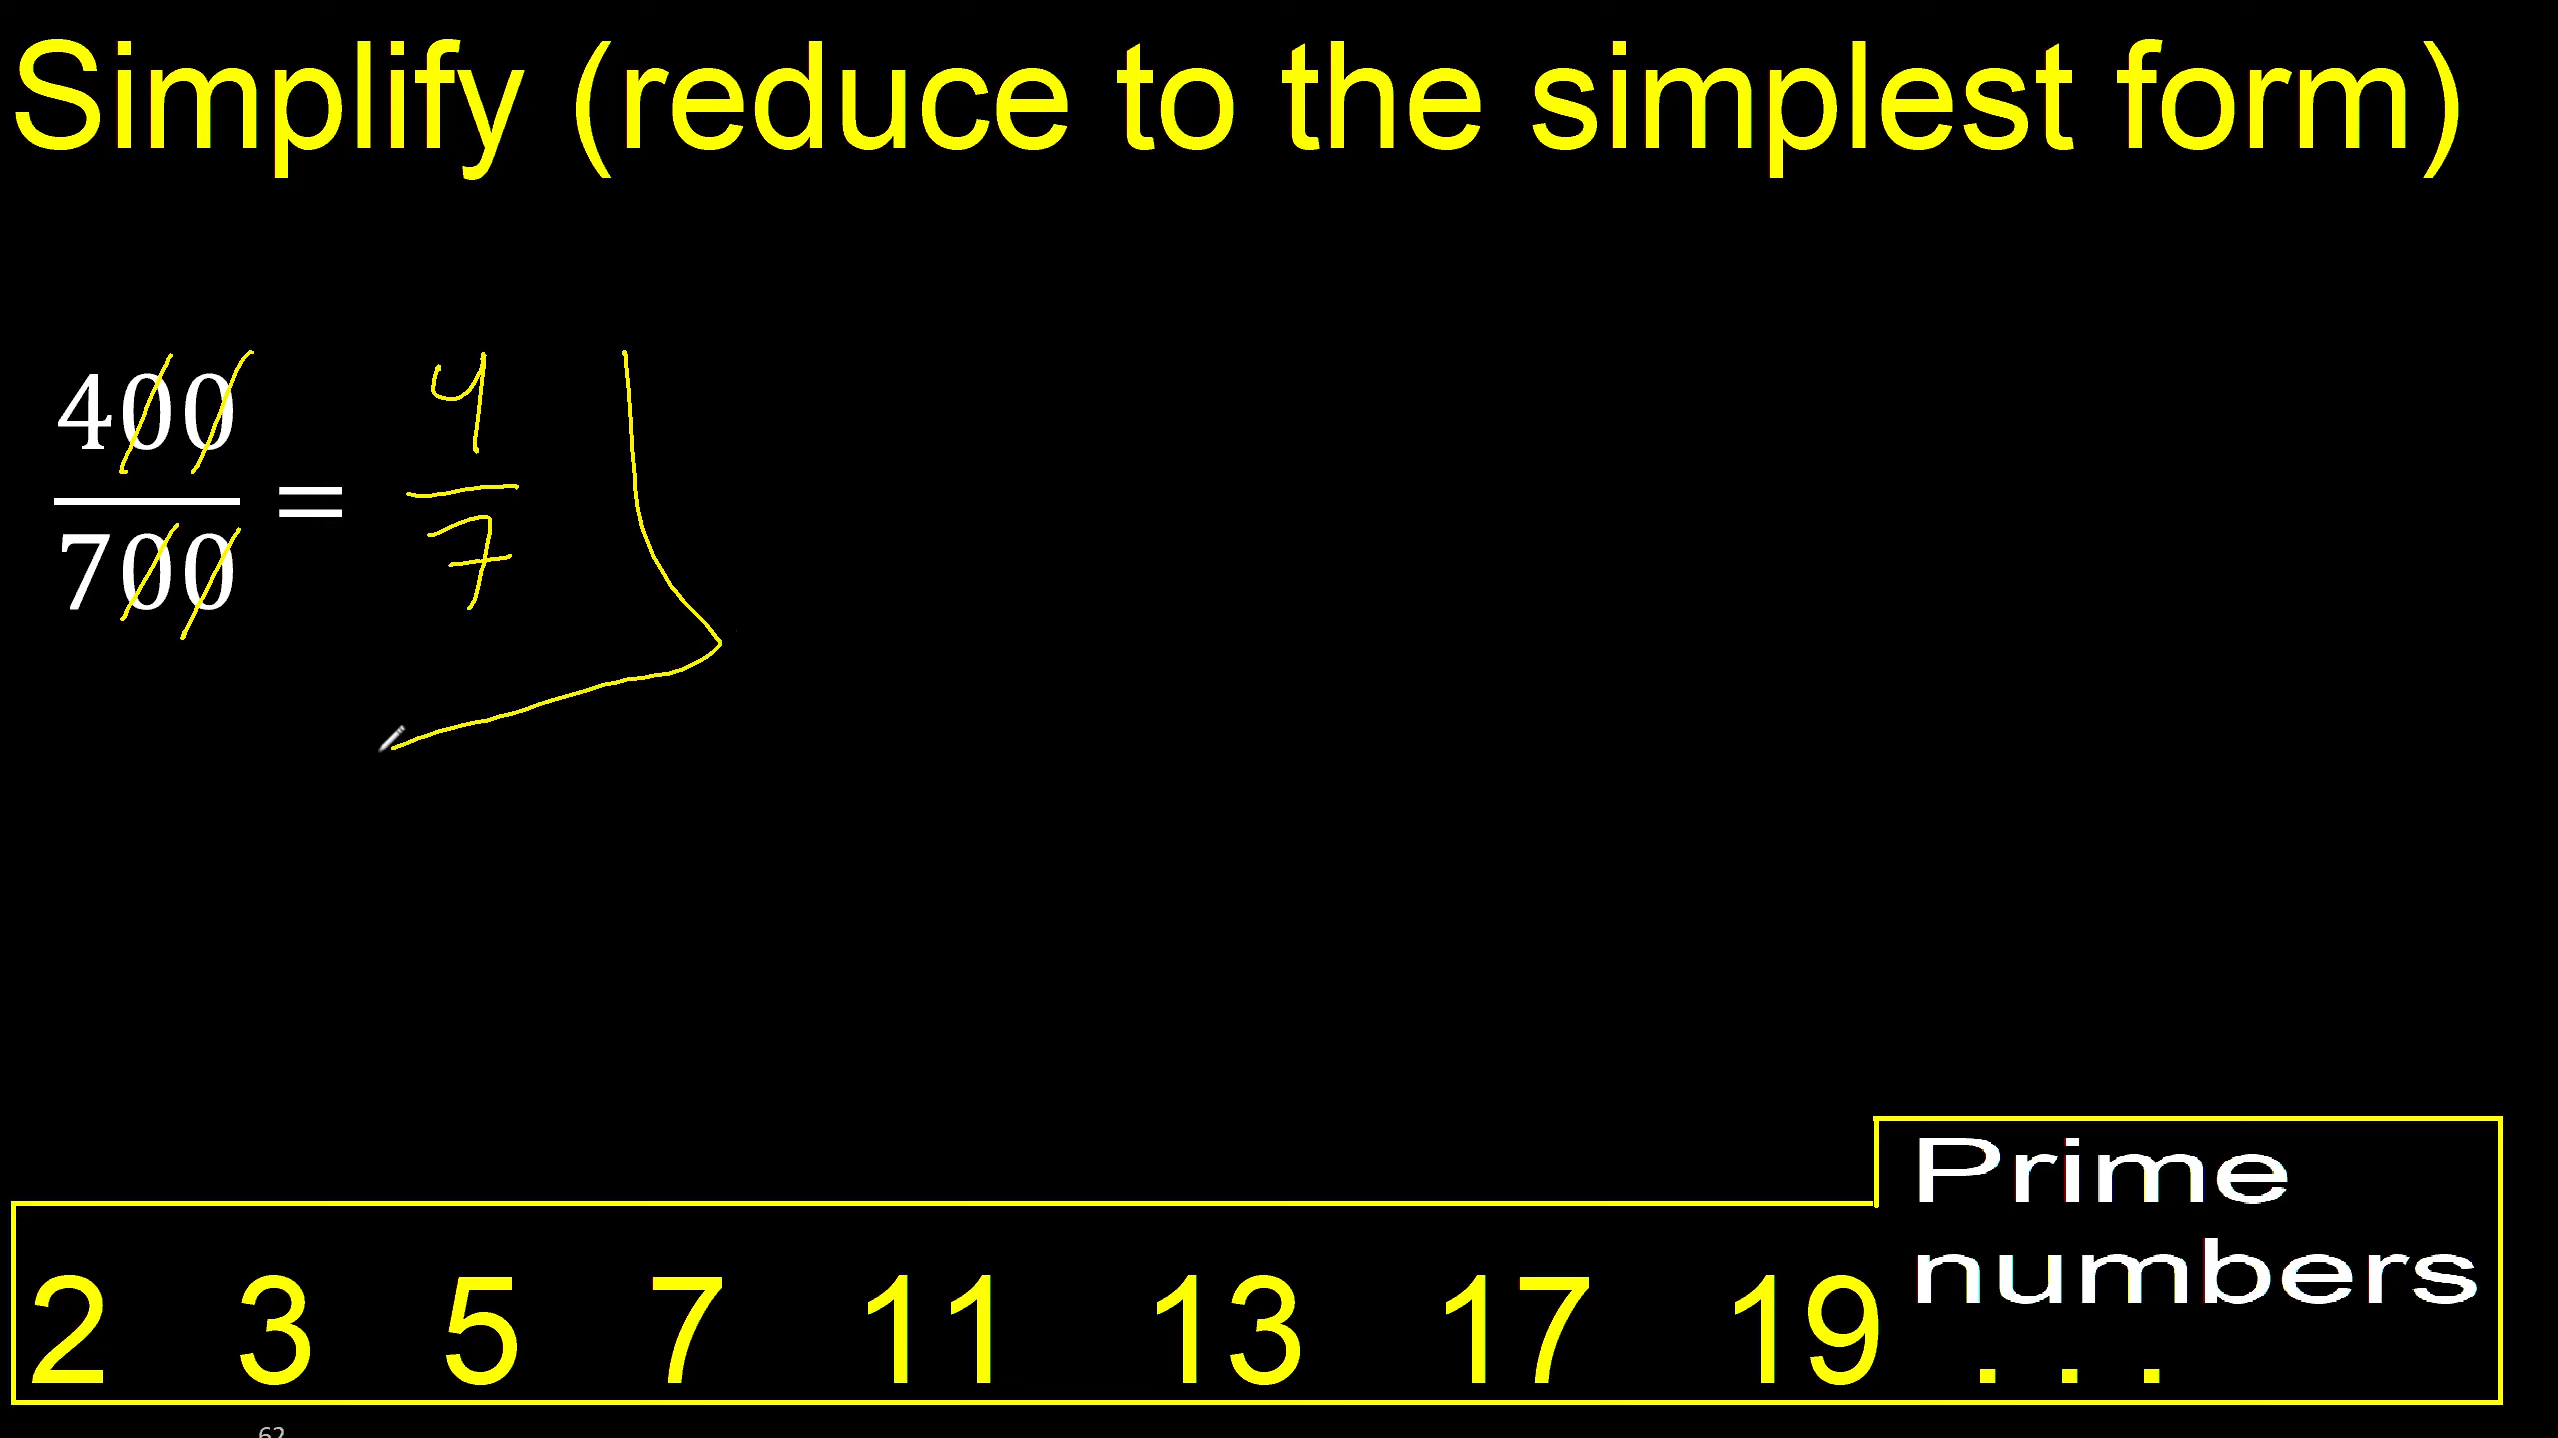 Simplify (reduce to the simplest form)
400
700
=
4
7
Prime
numbers
2 3 5 7 11 13 17 19 . . .
62